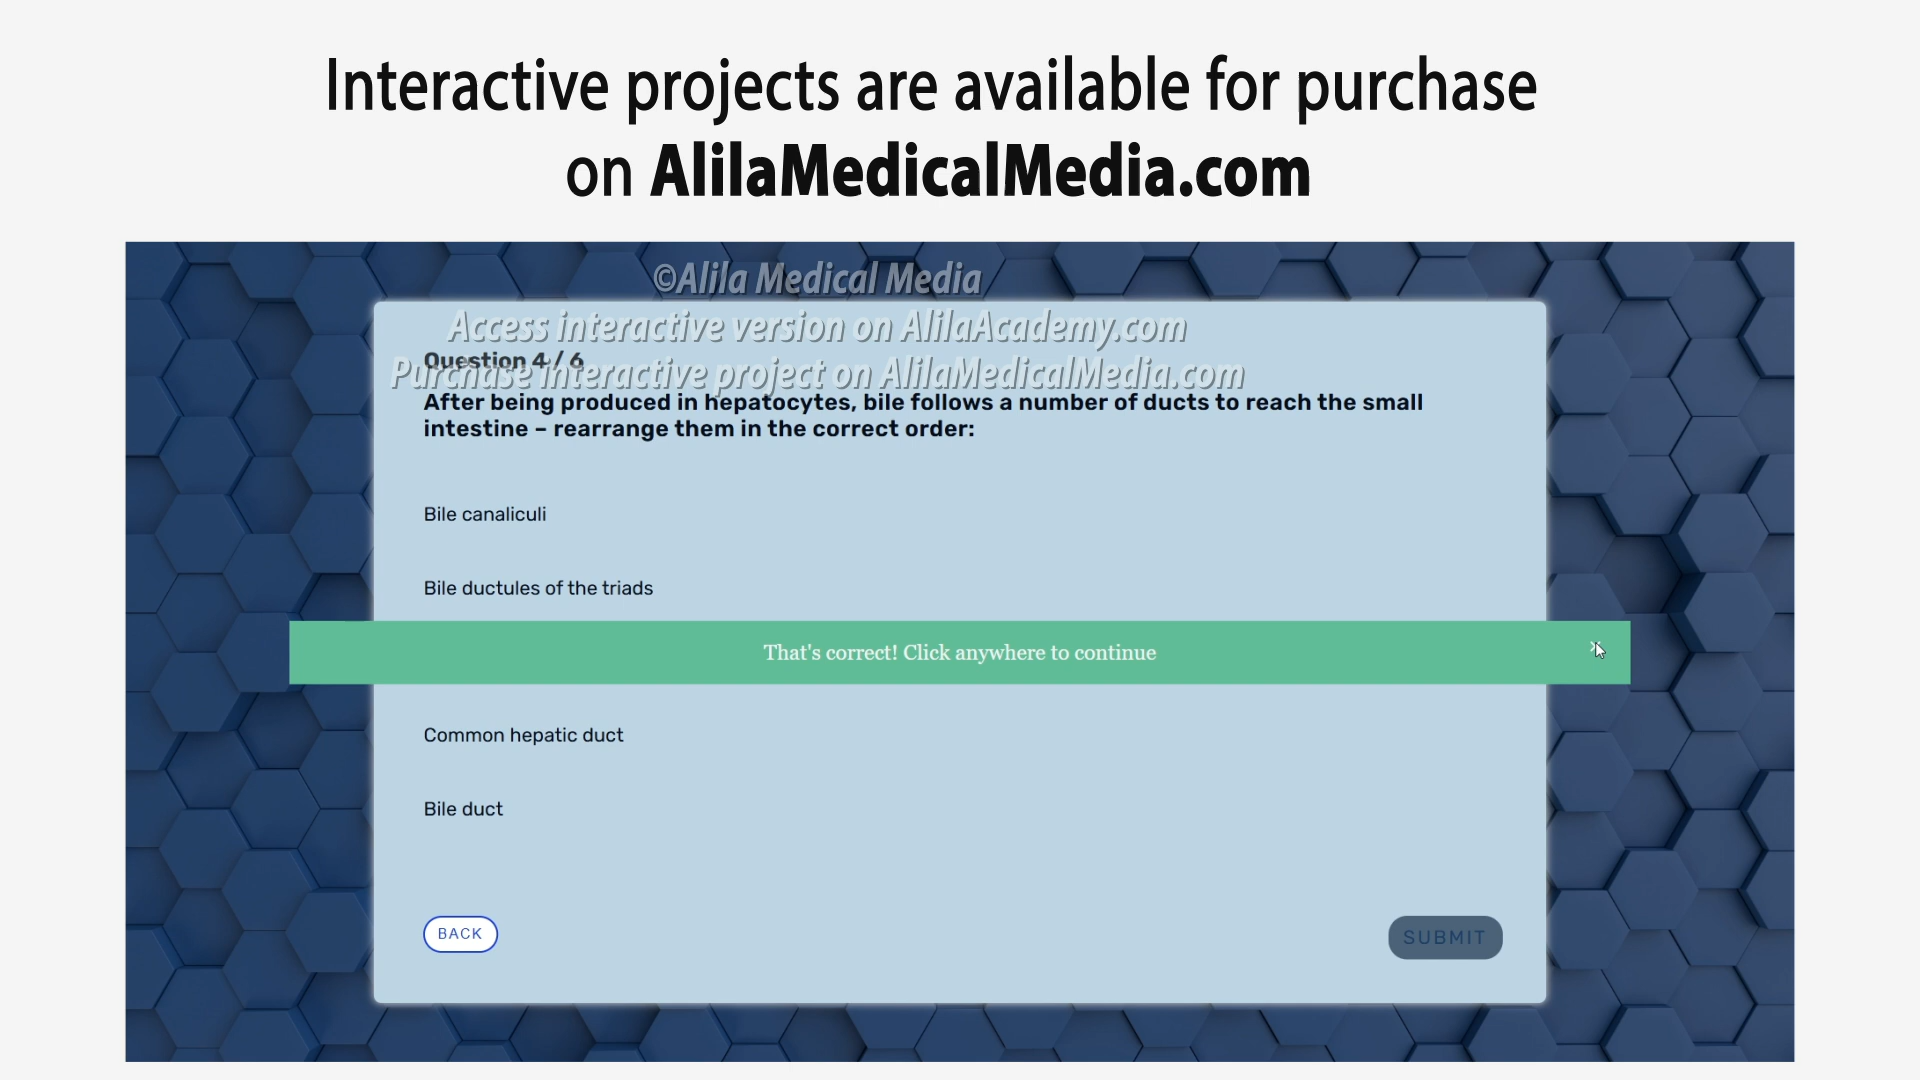 Interactive projects are available for purchase
on AlilaMedicalMedia.com
©Alila Medical Media
Access interactive version on AlilaAcademy.com
Question 4 / 6
Purchase interactive project on AlilaMedicalMedia.com
After being produced in hepatocytes, bile follows a number of ducts to reach the small
intestine – rearrange them in the correct order:
Bile canaliculi
Bile ductules of the triads
That's correct! Click anywhere to continue
Common hepatic duct
Bile duct
BACK
SUBMIT